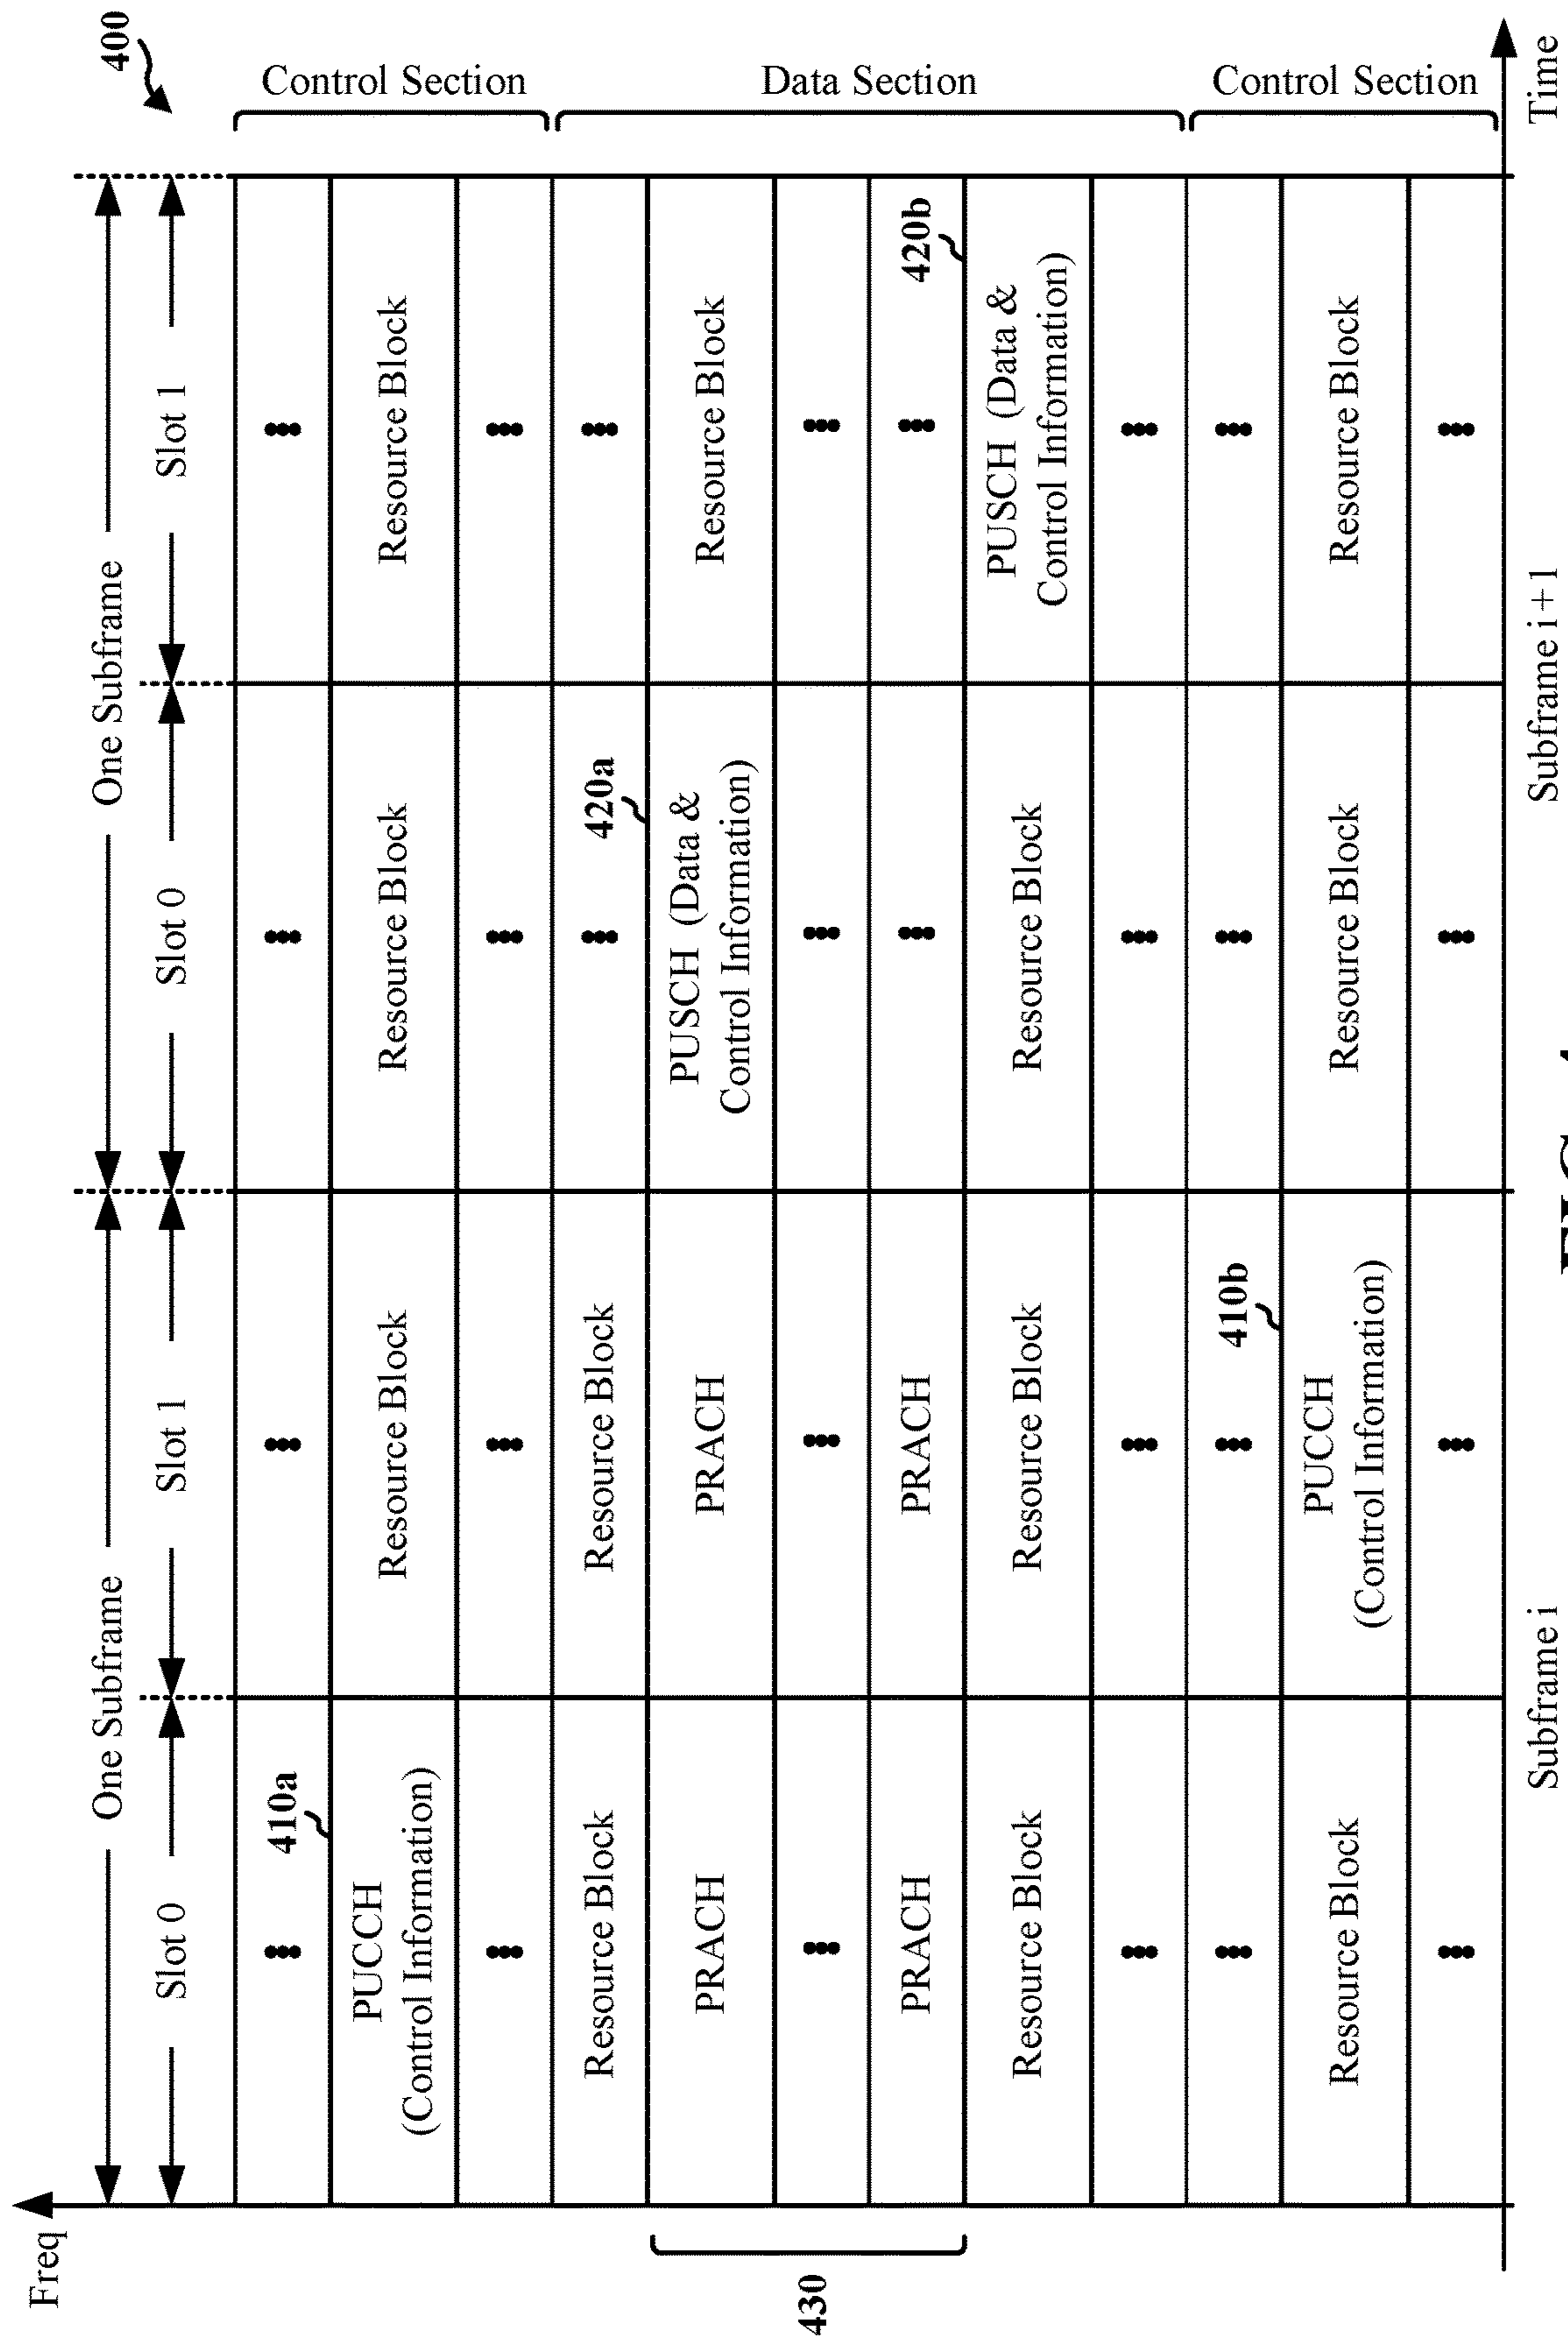 400
Freq
One Subframe
One Subframe
Slot 0
Slot 1
Slot 0
Slot 1
410a
PUCCH
(Control Information)
Resource Block
Resource Block
Resource Block
Control Section
Resource Block
Resource Block
420a
430
PRACH
PRACH
PUSCH (Data &
Control Information)
Resource Block
PRACH
PRACH
420b
Data Section
Resource Block
Resource Block
Resource Block
PUSCH (Data &
Control Information)
410b
Resource Block
PUCCH
(Control Information)
Resource Block
Resource Block
Control Section
Subframe i
Subframe i + 1
Time